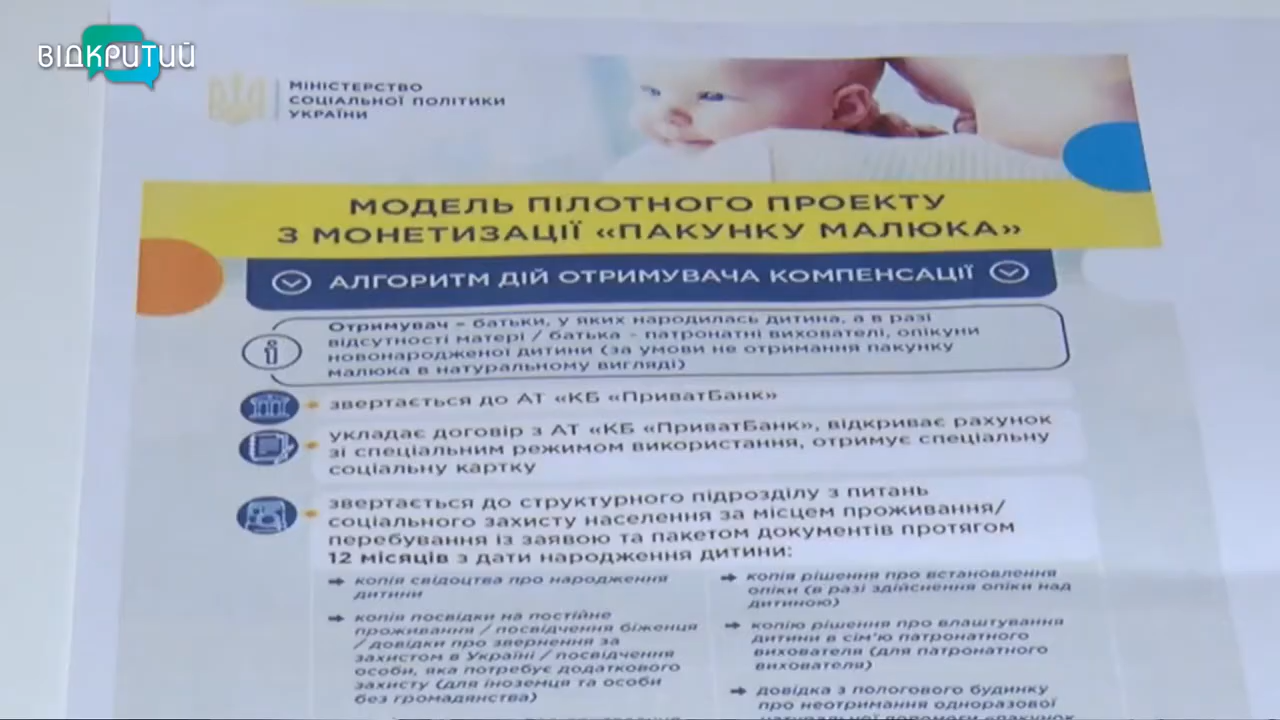 ВІДКРИТИЙ
МІНІСТЕРСТВО
СОЦІАЛЬНОЇ ПОЛІТИКИ
УКРАЇНИ
МОДЕЛЬ ПІЛОТНОГО ПРОЕКТУ
З МОНЕТИЗАЦІЇ «ПАКУНКУ МАЛЮКА»
АЛГОРИТМ ДІЙ ОТРИМУВАЧА КОМПЕНСАЦІЇ
Отримувач – батьки, у яких народилась дитина, а в разі
відсутності матері / батька - патронатні вихователі, опікуни
новонародженої дитини (за умови не отримання пакунку
малюка в натуральному вигляді)
звертається до АТ «КБ «ПриватБанк»
укладає договір з АТ «КБ «ПриватБанк», відкриває рахунок
зі спеціальним режимом використання, отримує спеціальну
соціальну картку
звертається до структурного підрозділу з питань
соціального захисту населення за місцем проживання/
перебування із заявою та пакетом документів протягом
12 місяців з дати народження дитини:
копія свідоцтва про народження
дитини
копія посвідки на постійне
проживання / посвідчення біженця
/ довідки про звернення за
захистом в Україні / посвідчення
особи, яка потребує додаткового
захисту (для іноземця та особи
без громадянства)
копія рішення про встановлення
опіки (в разі здійснення опіки над
дитиною)
копію рішення про влаштування
дитини в сім'ю патронатного
вихователя (для патронатного
вихователя)
довідка з пологового будинку
про неотримання одноразової